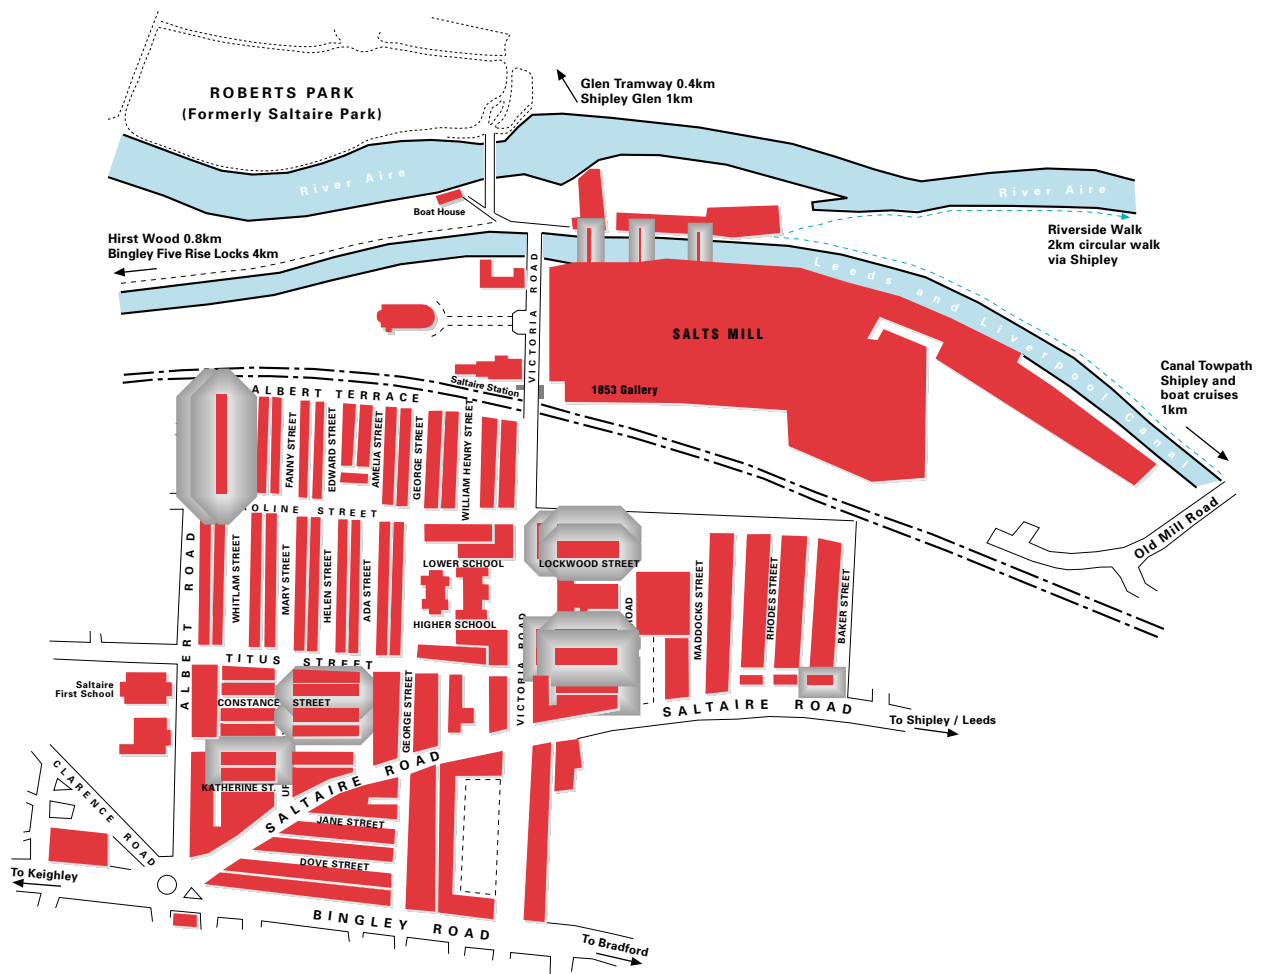 ROBERTS PARK
(Formerly Saltaire Park)
Glen Tramway 0.4km
Shipley Glen 1km
River Aire
River Aire
Boat House
Riverside Walk
2km circular walk
via Shipley
Hirst Wood 0.8km
Bingley Five Rise Locks 4km
VICTORIA ROAD
Leeds and Liverpool Canal
SALTS MILL
1853 Gallery
Saltaire Station
Canal Towpath
Shipley and
boat cruises
1km
Old Mill Road
ALBERT TERRACE
FANNY STREET
EDWARD STREET
AMELIA STREET
GEORGE STREET
WILLIAM HENRY STREET
OLINE STREET
ALBERT ROAD
WHITLAM STREET
MARY STREET
HELEN STREET
ADA STREET
LOWER SCHOOL
HIGHER SCHOOL
LOCKWOOD STREET
VICTORIA ROAD
ROAD
MADDOCKS STREET
RHODES STREET
BAKER STREET
TITUS STREET
Saltaire
First School
CONSTANCE STREET
GEORGE STREET
SALTAIRE ROAD
To Shipley / Leeds
KATHERINE ST.
UP
SALTAIRE ROAD
CLARENCE ROAD
JANE STREET
DOVE STREET
To Keighley
BINGLEY ROAD
To Bradford